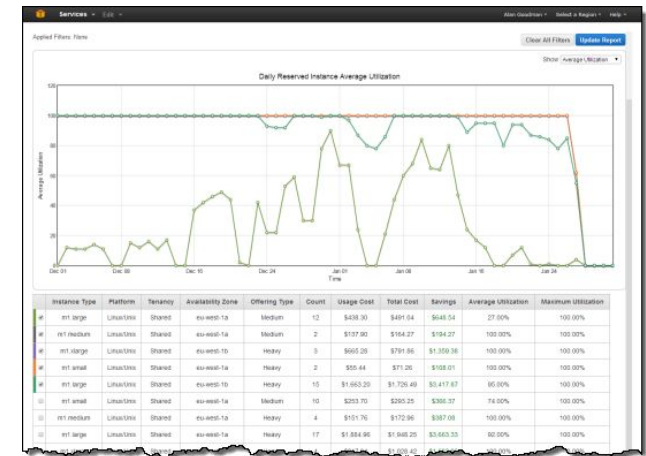 Services Edit Alan Goodman Select a Region Help
Applied Filters: None Clear All Filters Update Report
Show: Average Utilization
Daily Reserved Instance Average Utilization
120
100
80
60
40
20
0
Average Utilization
Dec 01 Dec 08 Dec 16 Dec 24 Jan 01 Jan 08 Jan 16 Jan 24
Time
Instance Type Platform Tenancy Availability Zone Offering Type Count Usage Cost Total Cost Savings Average Utilization Maximum Utilization
m1.large Linux/Unix Shared eu-west-1a Medium 12 $438.30 $491.64 $648.54 27.00% 100.00%
m1.medium Linux/Unix Shared eu-west-1a Medium 2 $137.90 $164.27 $194.27 100.00% 100.00%
m1.xlarge Linux/Unix Shared eu-west-1b Heavy 3 $665.28 $791.86 $1,359.38 100.00% 100.00%
m1.small Linux/Unix Shared eu-west-1a Heavy 2 $55.44 $71.26 $108.01 100.00% 100.00%
m1.large Linux/Unix Shared eu-west-1b Heavy 15 $1,663.20 $1,726.49 $3,417.67 95.00% 100.00%
m1.small Linux/Unix Shared eu-west-1a Medium 10 $253.70 $293.25 $366.37 74.00% 100.00%
m1.medium Linux/Unix Shared eu-west-1a Heavy 4 $151.76 $172.96 $387.08 100.00% 100.00%
m1.large Linux/Unix Shared eu-west-1a Heavy 17 $1,884.96 $1,948.25 $3,663.33 92.00% 100.00%